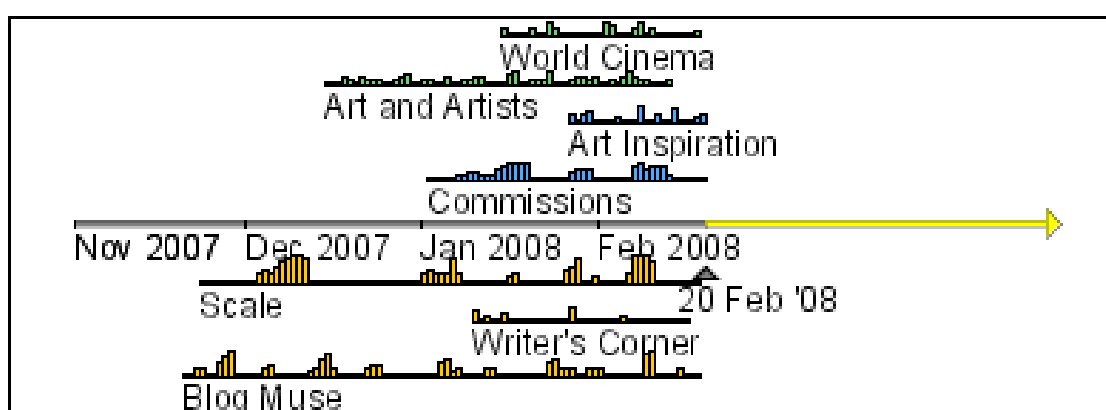 World Cinema
Art and Artists
Art Inspiration
Commissions
Nov 2007 Dec 2007 Jan 2008 Feb 2008
20 Feb '08
Scale
Writer's Corner
Blog Muse